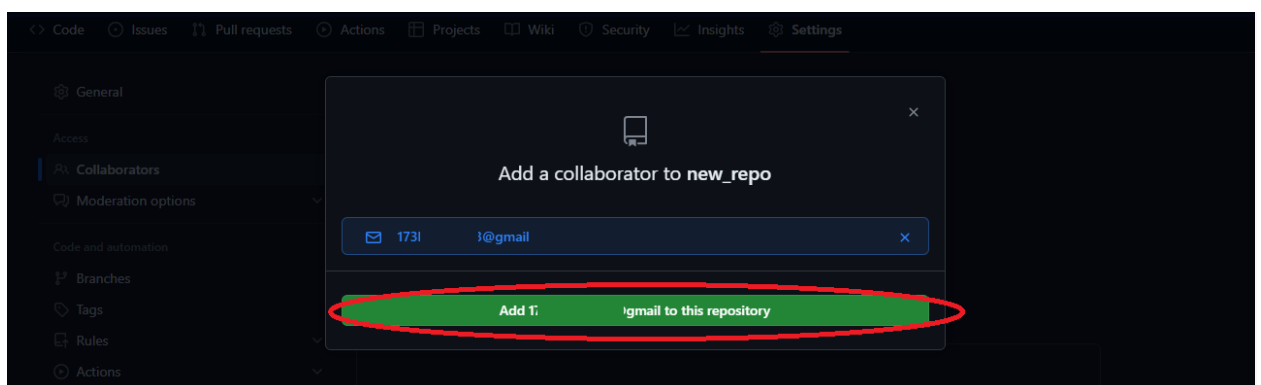 Code Issues Pull requests Actions Projects Wiki Security Insights Settings
General
Access
Collaborators
Moderation options
Code and automation
Branches
Tags
Rules
Actions
Add a collaborator to new_repo
@gmail
Add gmail to this repository